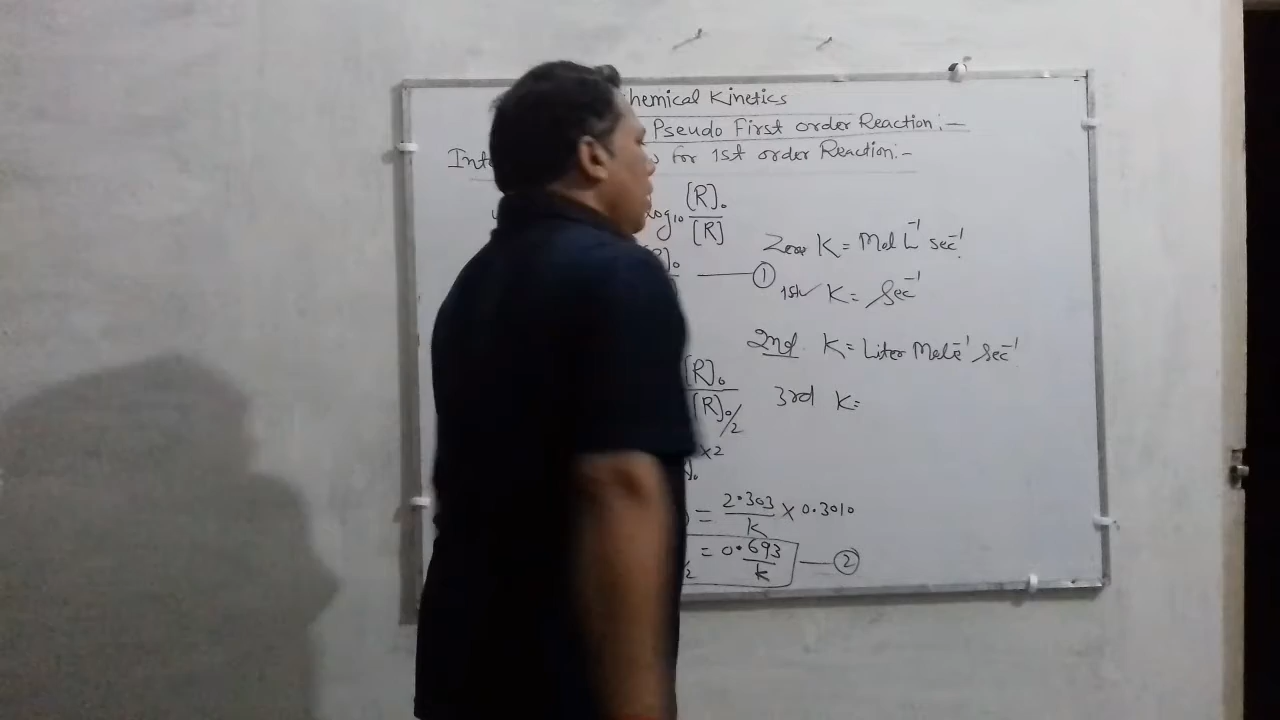 hemical Kinetics
Pseudo First order Reaction:-
for 1st order Reaction:-
log₁₀ [R]₀/[R]
]₀ —— ①
Zero K = Mol L⁻¹ sec⁻¹
1st K = Sec⁻¹
2nd K = Liter Mole⁻¹ Sec⁻¹
3rd K =
[R]₀/[R]₀/2
×2
= 2.303/K × 0.3010
= 0.693/k —— ②